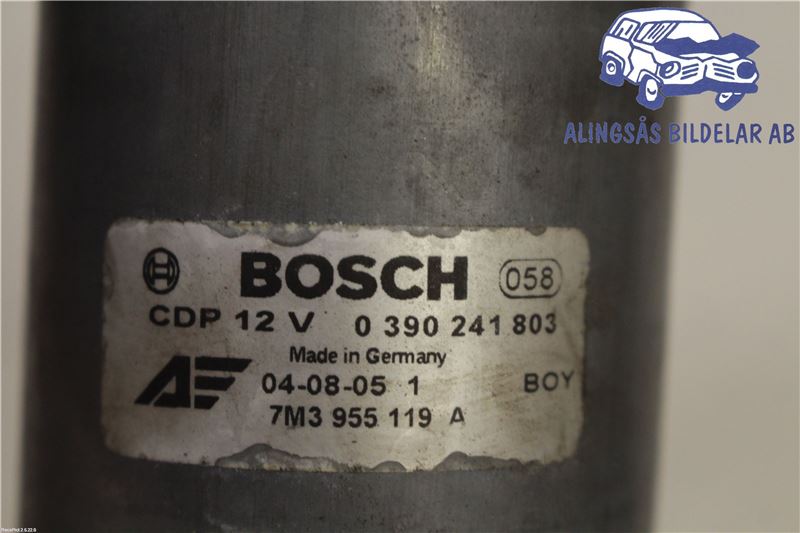 ALINGSÅS BILDELAR AB
BOSCH 058
CDP 12 V 0 390 241 803
Made in Germany
04-08-05 1 BOY
7M3 955 119 A